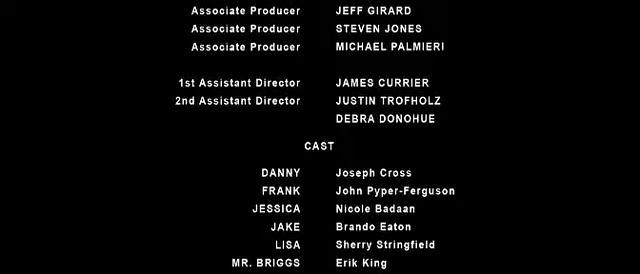 Associate Producer JEFF GIRARD
Associate Producer STEVEN JONES
Associate Producer MICHAEL PALMIERI
1st Assistant Director JAMES CURRIER
2nd Assistant Director JUSTIN TROFHOLZ
DEBRA DONOHUE
CAST
DANNY Joseph Cross
FRANK John Pyper-Ferguson
JESSICA Nicole Badaan
JAKE Brando Eaton
LISA Sherry Stringfield
MR. BRIGGS Erik King